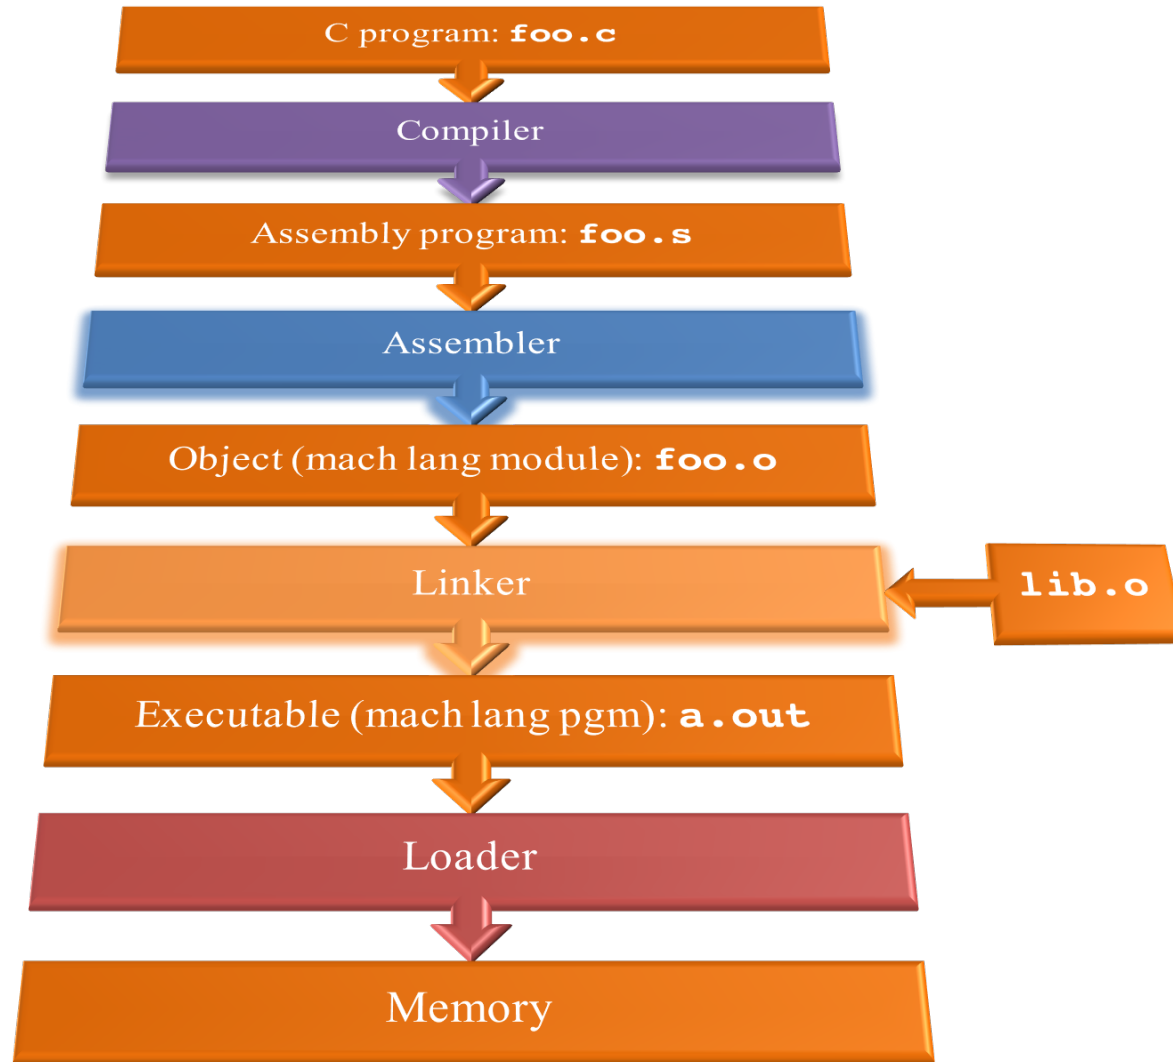 C program: foo.c
Compiler
Assembly program: foo.s
Assembler
Object (mach lang module): foo.o
Linker
lib.o
Executable (mach lang pgm): a.out
Loader
Memory